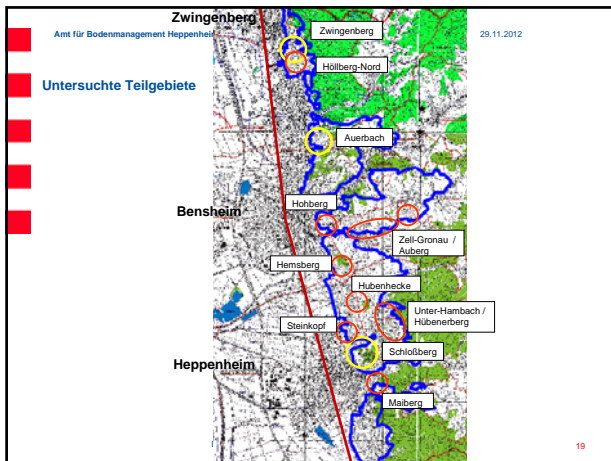 Zwingenberg
Amt für Bodenmanagement Heppenhei
29.11.2012
Zwingenberg
Höllberg-Nord
Untersuchte Teilgebiete
Auerbach
Hohberg
Bensheim
Zell-Gronau /
Auberg
Hemsberg
Hubenhecke
Unter-Hambach /
Hübenerberg
Steinkopf
Schloßberg
Heppenheim
Maiberg
19